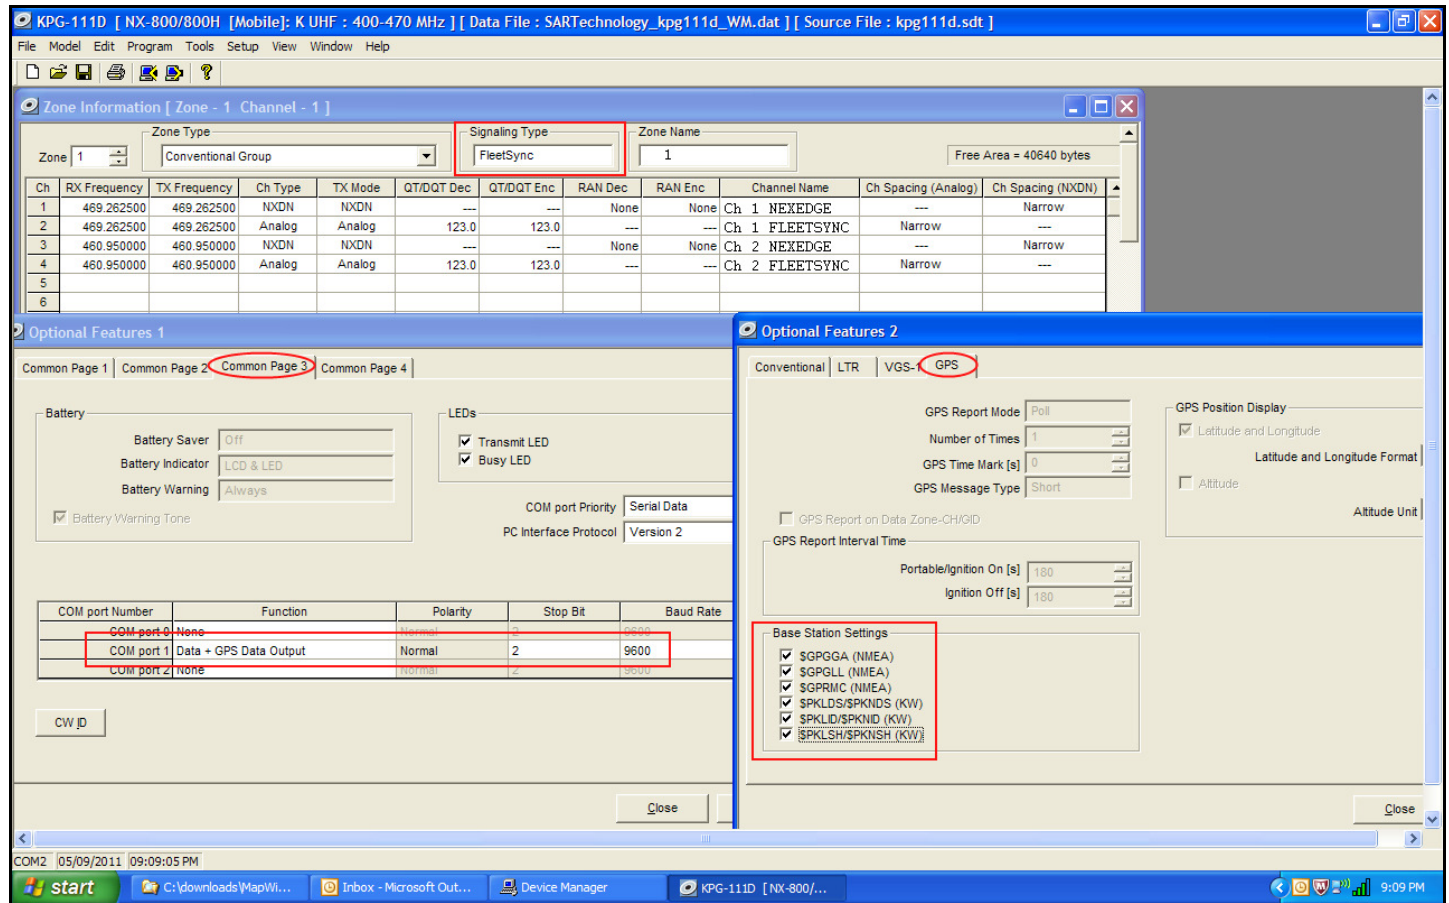 KPG-111D [ NX-800/800H [Mobile]: K UHF : 400-470 MHz ] [ Data File : SARTechnology_kpg111d_WM.dat ] [ Source File : kpg111d.sdt ]
File Model Edit Program Tools Setup View Window Help
Zone Information [ Zone - 1 Channel - 1 ]
Zone 1
Zone Type
Conventional Group
Signaling Type
FleetSync
Zone Name
1
Free Area = 40640 bytes
Ch RX Frequency TX Frequency Ch Type TX Mode QT/DQT Dec QT/DQT Enc RAN Dec RAN Enc Channel Name Ch Spacing (Analog) Ch Spacing (NXDN)
1 469.262500 469.262500 NXDN NXDN --- --- None None Ch 1 NEXEDGE --- Narrow
2 469.262500 469.262500 Analog Analog 123.0 123.0 --- --- Ch 1 FLEETSYNC Narrow ---
3 460.950000 460.950000 NXDN NXDN --- --- None None Ch 2 NEXEDGE --- Narrow
4 460.950000 460.950000 Analog Analog 123.0 123.0 --- --- Ch 2 FLEETSYNC Narrow ---
5
6
Optional Features 1
Common Page 1 Common Page 2 Common Page 3 Common Page 4
Battery
Battery Saver Off
Battery Indicator LCD & LED
Battery Warning Always
Battery Warning Tone
LEDs
Transmit LED
Busy LED
COM port Priority Serial Data
PC Interface Protocol Version 2
COM port Number Function Polarity Stop Bit Baud Rate
COM port 0 None Normal 2 9600
COM port 1 Data + GPS Data Output Normal 2 9600
COM port 2 None Normal 2 9600
CW ID
Close
Optional Features 2
Conventional LTR VGS-1 GPS
GPS Report Mode Poll
Number of Times 1
GPS Time Mark [s] 0
GPS Message Type Short
GPS Report on Data Zone-CH/GID
GPS Report Interval Time
Portable/Ignition On [s] 180
Ignition Off [s] 180
GPS Position Display
Latitude and Longitude
Latitude and Longitude Format
Altitude
Altitude Unit
Base Station Settings
$GPGGA (NMEA)
$GPGLL (NMEA)
$GPRMC (NMEA)
$PKLDS/$PKNDS (KW)
$PKLID/$PKNID (KW)
$PKLSH/$PKNSH (KW)
Close
COM2 05/09/2011 09:09:05 PM
start C:\downloads\MapWi... Inbox - Microsoft Out... Device Manager KPG-111D [ NX-800/... 9:09 PM